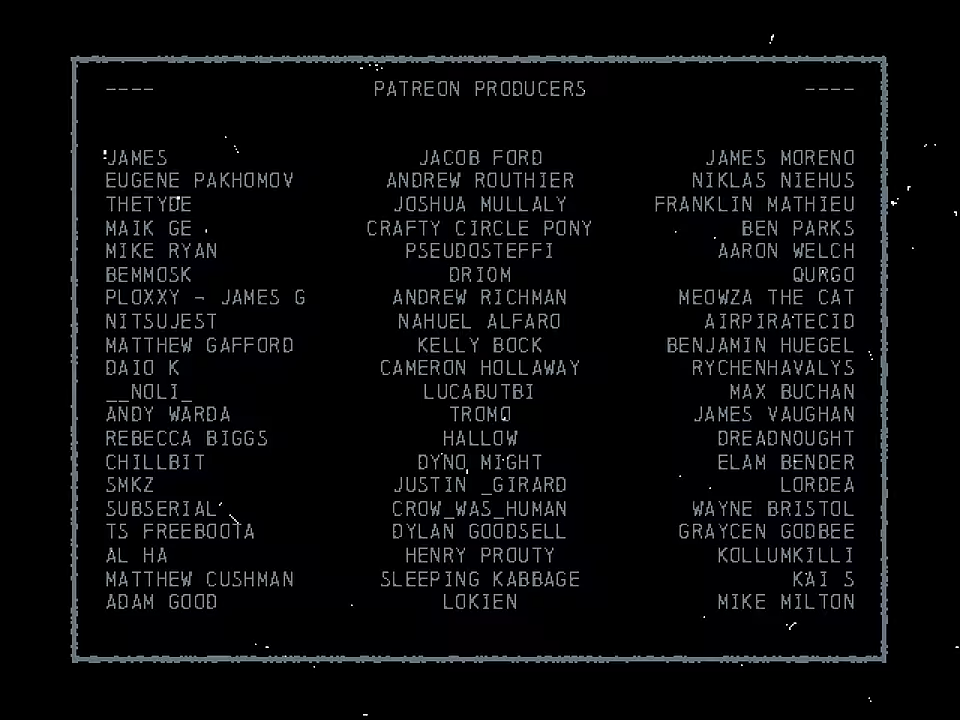 ---- PATREON PRODUCERS ----
JAMES JACOB FORD JAMES MORENO
EUGENE PAKHOMOV ANDREW ROUTHIER NIKLAS NIEHUS
THETYDE JOSHUA MULLALY FRANKLIN MATHIEU
MAIK GE CRAFTY CIRCLE PONY BEN PARKS
MIKE RYAN PSEUDOSTEFFI AARON WELCH
BEMMOSK DRIOM QURGO
PLOXXY - JAMES G ANDREW RICHMAN MEOWZA THE CAT
NITSUJEST NAHUEL ALFARO AIRPIRATECID
MATTHEW GAFFORD KELLY BOCK BENJAMIN HUEGEL
DAIO K CAMERON HOLLAWAY RYCHENHAVALYS
__NOLI_ LUCABUTBI MAX BUCHAN
ANDY WARDA TROMO JAMES VAUGHAN
REBECCA BIGGS HALLOW DREADNOUGHT
CHILLBIT DYNO MIGHT ELAM BENDER
SMKZ JUSTIN _GIRARD LORDEA
SUBSERIAL CROW_WAS_HUMAN WAYNE BRISTOL
TS FREEBOOTA DYLAN GOODSELL GRAYCEN GODBEE
AL HA HENRY PROUTY KOLLUMKILLI
MATTHEW CUSHMAN SLEEPING KABBAGE KAI S
ADAM GOOD LOKIEN MIKE MILTON